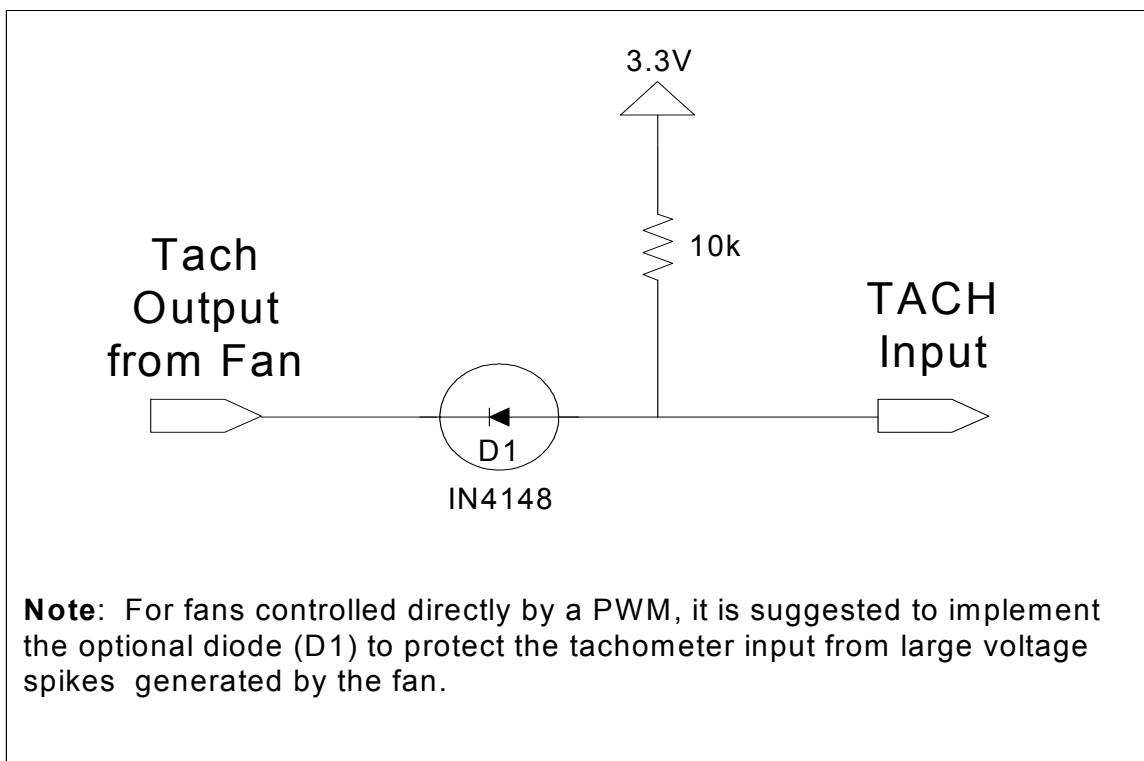 3.3V
10k
Tach
Output
from Fan
TACH
Input
D1
IN4148
Note: For fans controlled directly by a PWM, it is suggested to implement
the optional diode (D1) to protect the tachometer input from large voltage
spikes generated by the fan.